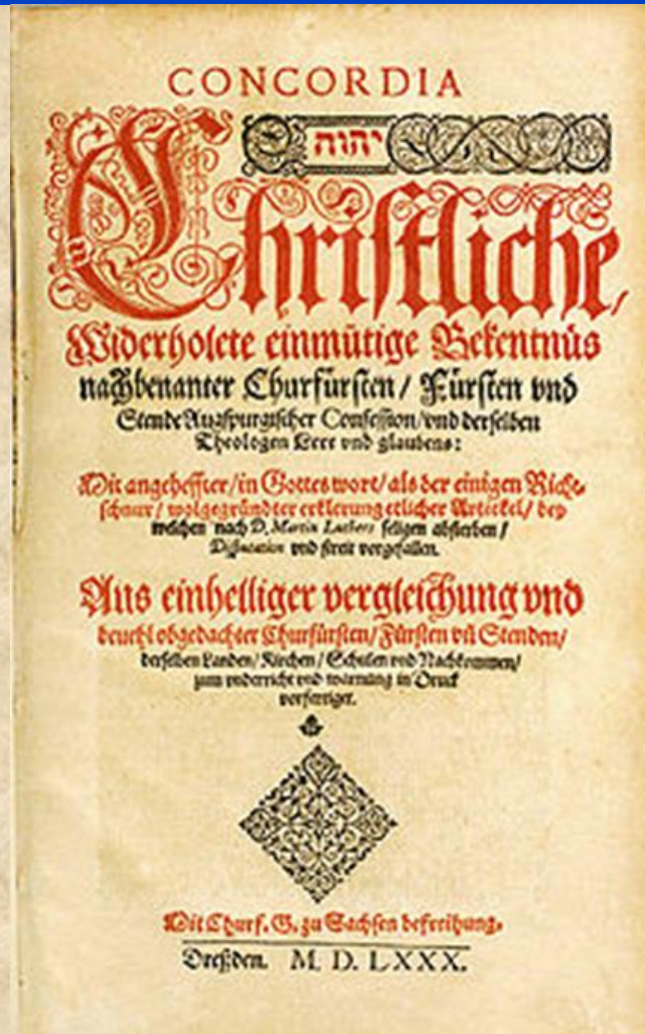 CONCORDIA
יהוה
Christliche,
Widerholete einmütige Bekentnüs
nachbenanter Churfürsten / Fürsten vnd
Stende Augspurgischer Confession / vnd derselben
Theologen Lere vnd glaubens:
Mit angeheffter / in Gottes wort / als der einigen Richt-
schnur / wolgegründter erklerung etlicher Artickel / bey
welchen nach D. Martin Luthers seligen absterben /
Disputation vnd streit vorgefallen.
Aus einhelliger vergleichung vnd
beuehl obgedachter Churfürsten / Fürsten vñ Stenden /
derselben Landen / Kirchen / Schulen vnd Nachkommen /
zum vnderricht vnd warnung in Druck
vorfertiget.
Mit Churf. G. zu Sachsen befreihung.
Dreßden. M. D. LXXX.